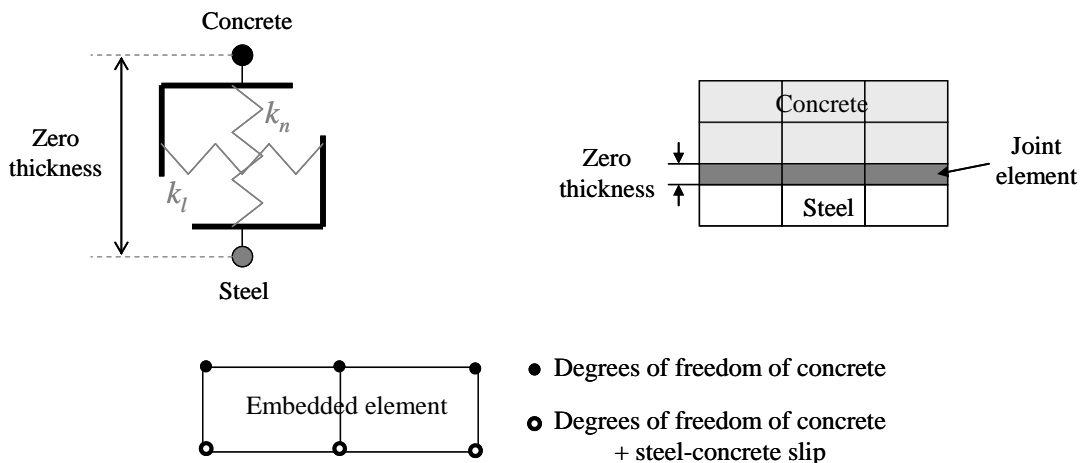 Concrete
Zero
thickness
k_n
k_l
Steel
Concrete
Zero
thickness
Joint
element
Steel
Embedded element
Degrees of freedom of concrete
Degrees of freedom of concrete
+ steel-concrete slip